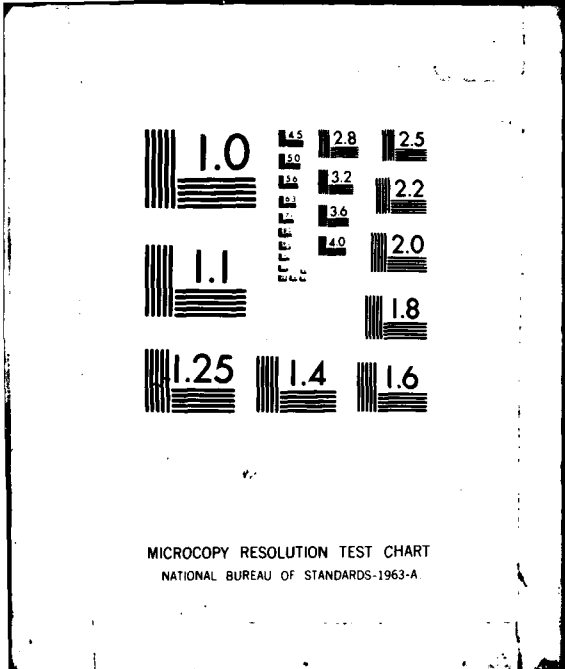 1.0 4.5 2.8 2.5
5.0
5.6 3.2 2.2
6.3
3.6
1.1 4.0 2.0
1.8
1.25 1.4 1.6
MICROCOPY RESOLUTION TEST CHART
NATIONAL BUREAU OF STANDARDS-1963-A